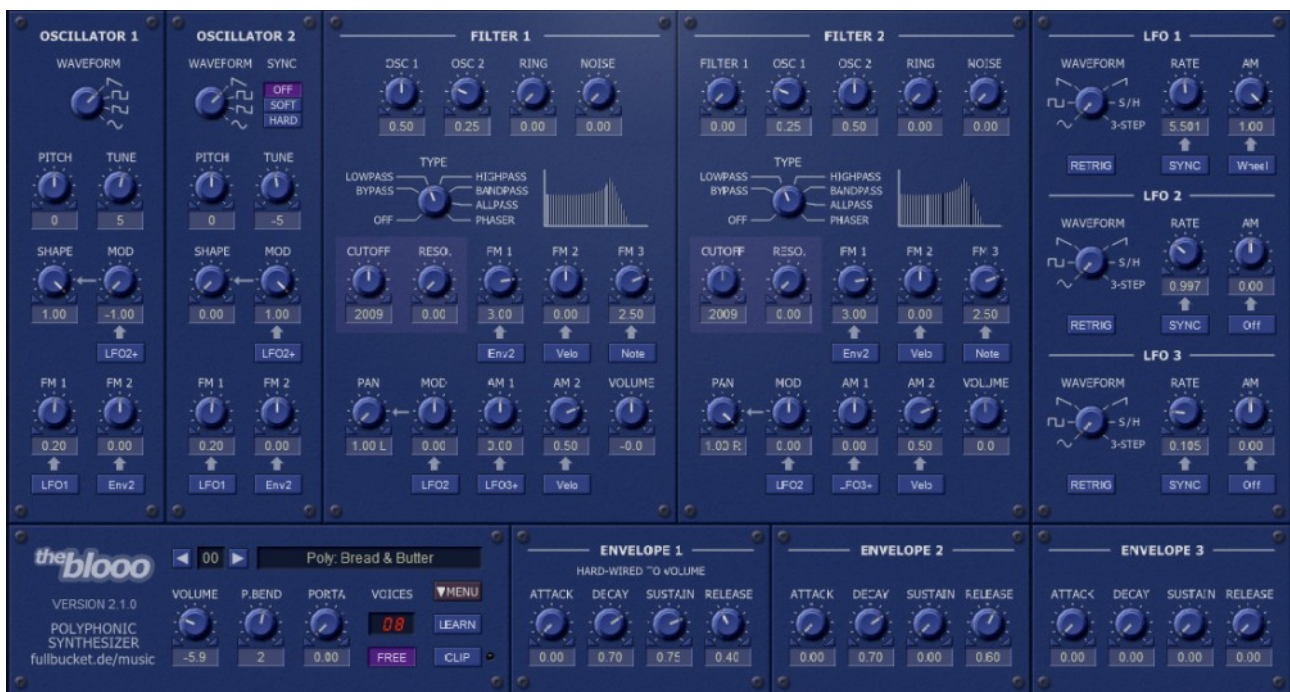 OSCILLATOR 1
WAVEFORM
PITCH TUNE
0 5
SHAPE MOD
1.00 -1.00
LFO2+
FM 1 FM 2
0.20 0.00
LFO1 Env2
OSCILLATOR 2
WAVEFORM SYNC
OFF
SOFT
HARD
PITCH TUNE
0 -5
SHAPE MOD
0.00 1.00
LFO2+
FM 1 FM 2
0.20 0.00
LFO1 Env2
FILTER 1
OSC 1 OSC 2 RING NOISE
0.50 0.25 0.00 0.00
TYPE
LOWPASS HIGHPASS
BYPASS BANDPASS
ALLPASS
OFF PHASER
CUTOFF RESO. FM 1 FM 2 FM 3
2009 0.00 3.00 0.00 2.50
Env2 Velo Note
PAN MOD AM 1 AM 2 VOLUME
1.00 L 0.00 0.00 0.50 -0.0
LFO2 LFO3+ Velo
FILTER 2
FILTER 1 OSC 1 OSC 2 RING NOISE
0.00 0.25 0.50 0.00 0.00
TYPE
LOWPASS HIGHPASS
BYPASS BANDPASS
ALLPASS
OFF PHASER
CUTOFF RESO. FM 1 FM 2 FM 3
2009 0.00 3.00 0.00 2.50
Env2 Velo Note
PAN MOD AM 1 AM 2 VOLUME
1.00 R 0.00 0.00 0.50 0.0
LFO2 LFO3+ Velo
LFO 1
WAVEFORM RATE AM
S/H
3-STEP 5.501 1.00
RETRIG SYNC Wheel
LFO 2
WAVEFORM RATE AM
S/H
3-STEP 0.997 0.00
RETRIG SYNC Off
LFO 3
WAVEFORM RATE AM
S/H
3-STEP 0.185 0.00
RETRIG SYNC Off
the blooo
VERSION 2.1.0
POLYPHONIC
SYNTHESIZER
fullbucket.de/music
00 Poly: Bread & Butter
VOLUME P.BEND PORTA VOICES MENU
08 LEARN
-5.9 2 0.00 FREE CLIP
ENVELOPE 1
HARD-WIRED TO VOLUME
ATTACK DECAY SUSTAIN RELEASE
0.00 0.70 0.75 0.40
ENVELOPE 2
ATTACK DECAY SUSTAIN RELEASE
0.00 0.70 0.00 0.60
ENVELOPE 3
ATTACK DECAY SUSTAIN RELEASE
0.00 0.00 0.00 0.00